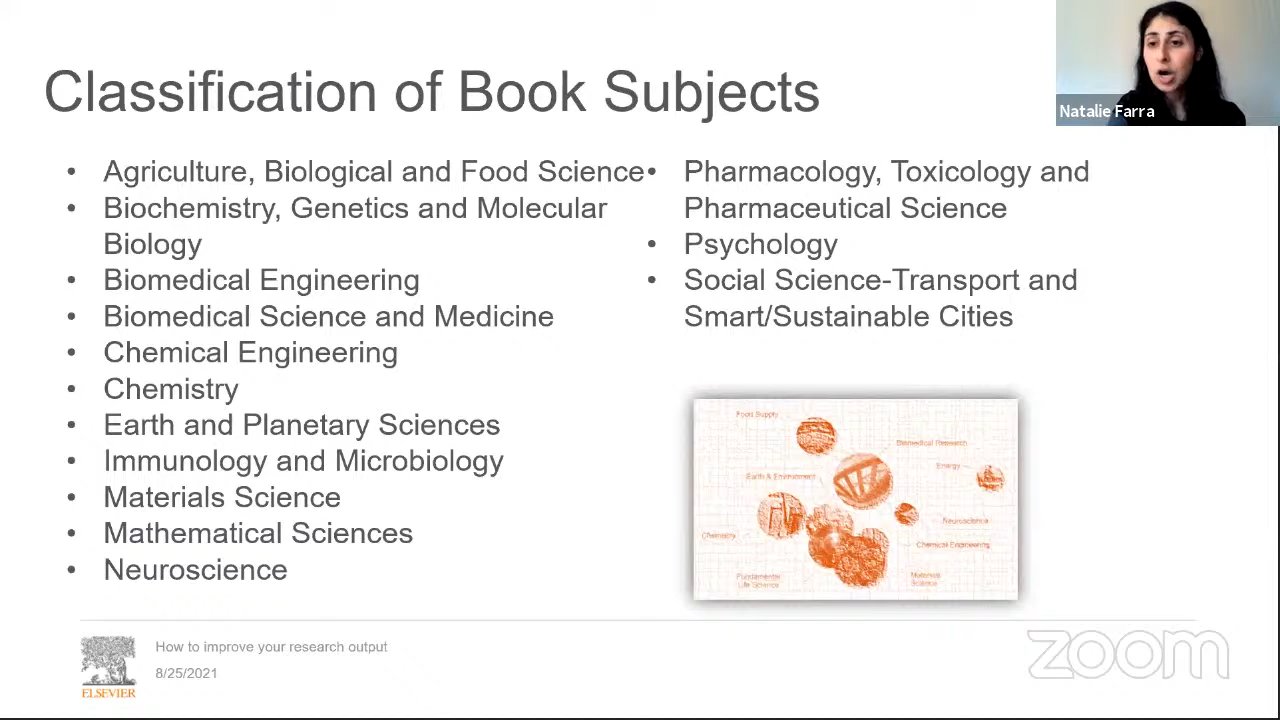 Classification of Book Subjects
Natalie Farra
• Agriculture, Biological and Food Science
• Biochemistry, Genetics and Molecular
Biology
• Biomedical Engineering
• Biomedical Science and Medicine
• Chemical Engineering
• Chemistry
• Earth and Planetary Sciences
• Immunology and Microbiology
• Materials Science
• Mathematical Sciences
• Neuroscience
• Pharmacology, Toxicology and
Pharmaceutical Science
• Psychology
• Social Science-Transport and
Smart/Sustainable Cities
Food Supply
Biomedical Research
Energy
Earth & Environment
Neuroscience
Chemistry
Chemical Engineering
Fundamental
Life Science
Materials
Science
How to improve your research output
8/25/2021
ELSEVIER
zoom